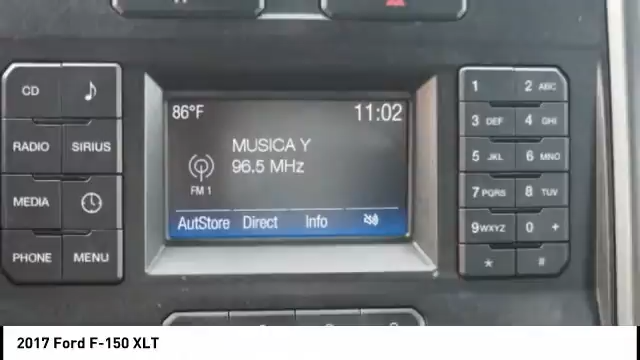 CD
RADIO SIRIUS
MEDIA
PHONE MENU
86°F 11:02
MUSICA Y
96.5 MHz
FM 1
AutStore Direct Info
1 2 ABC
3 DEF 4 GHI
5 JKL 6 MNO
7 PQRS 8 TUV
9 WXYZ 0 +
* #
2017 Ford F-150 XLT